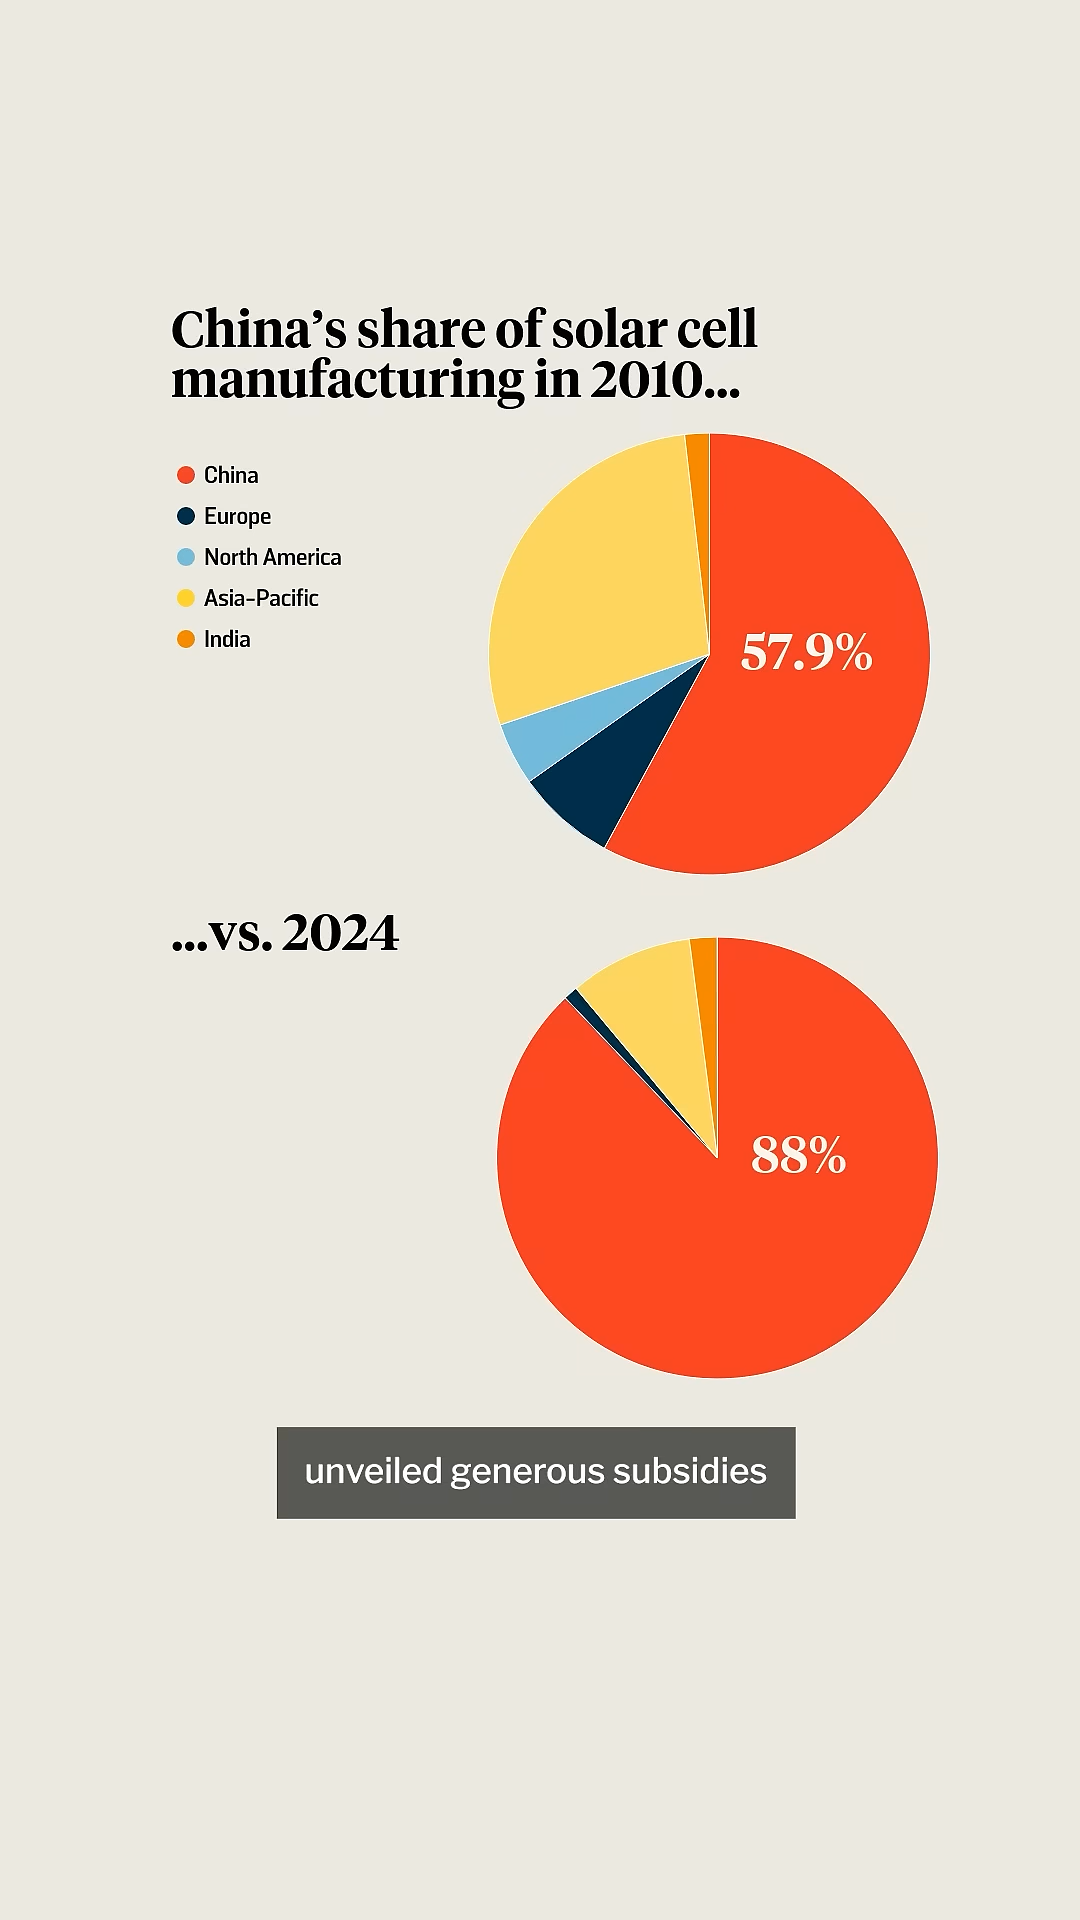 China’s share of solar cell
manufacturing in 2010...
China
Europe
North America
Asia-Pacific
India
57.9%
...vs. 2024
88%
unveiled generous subsidies